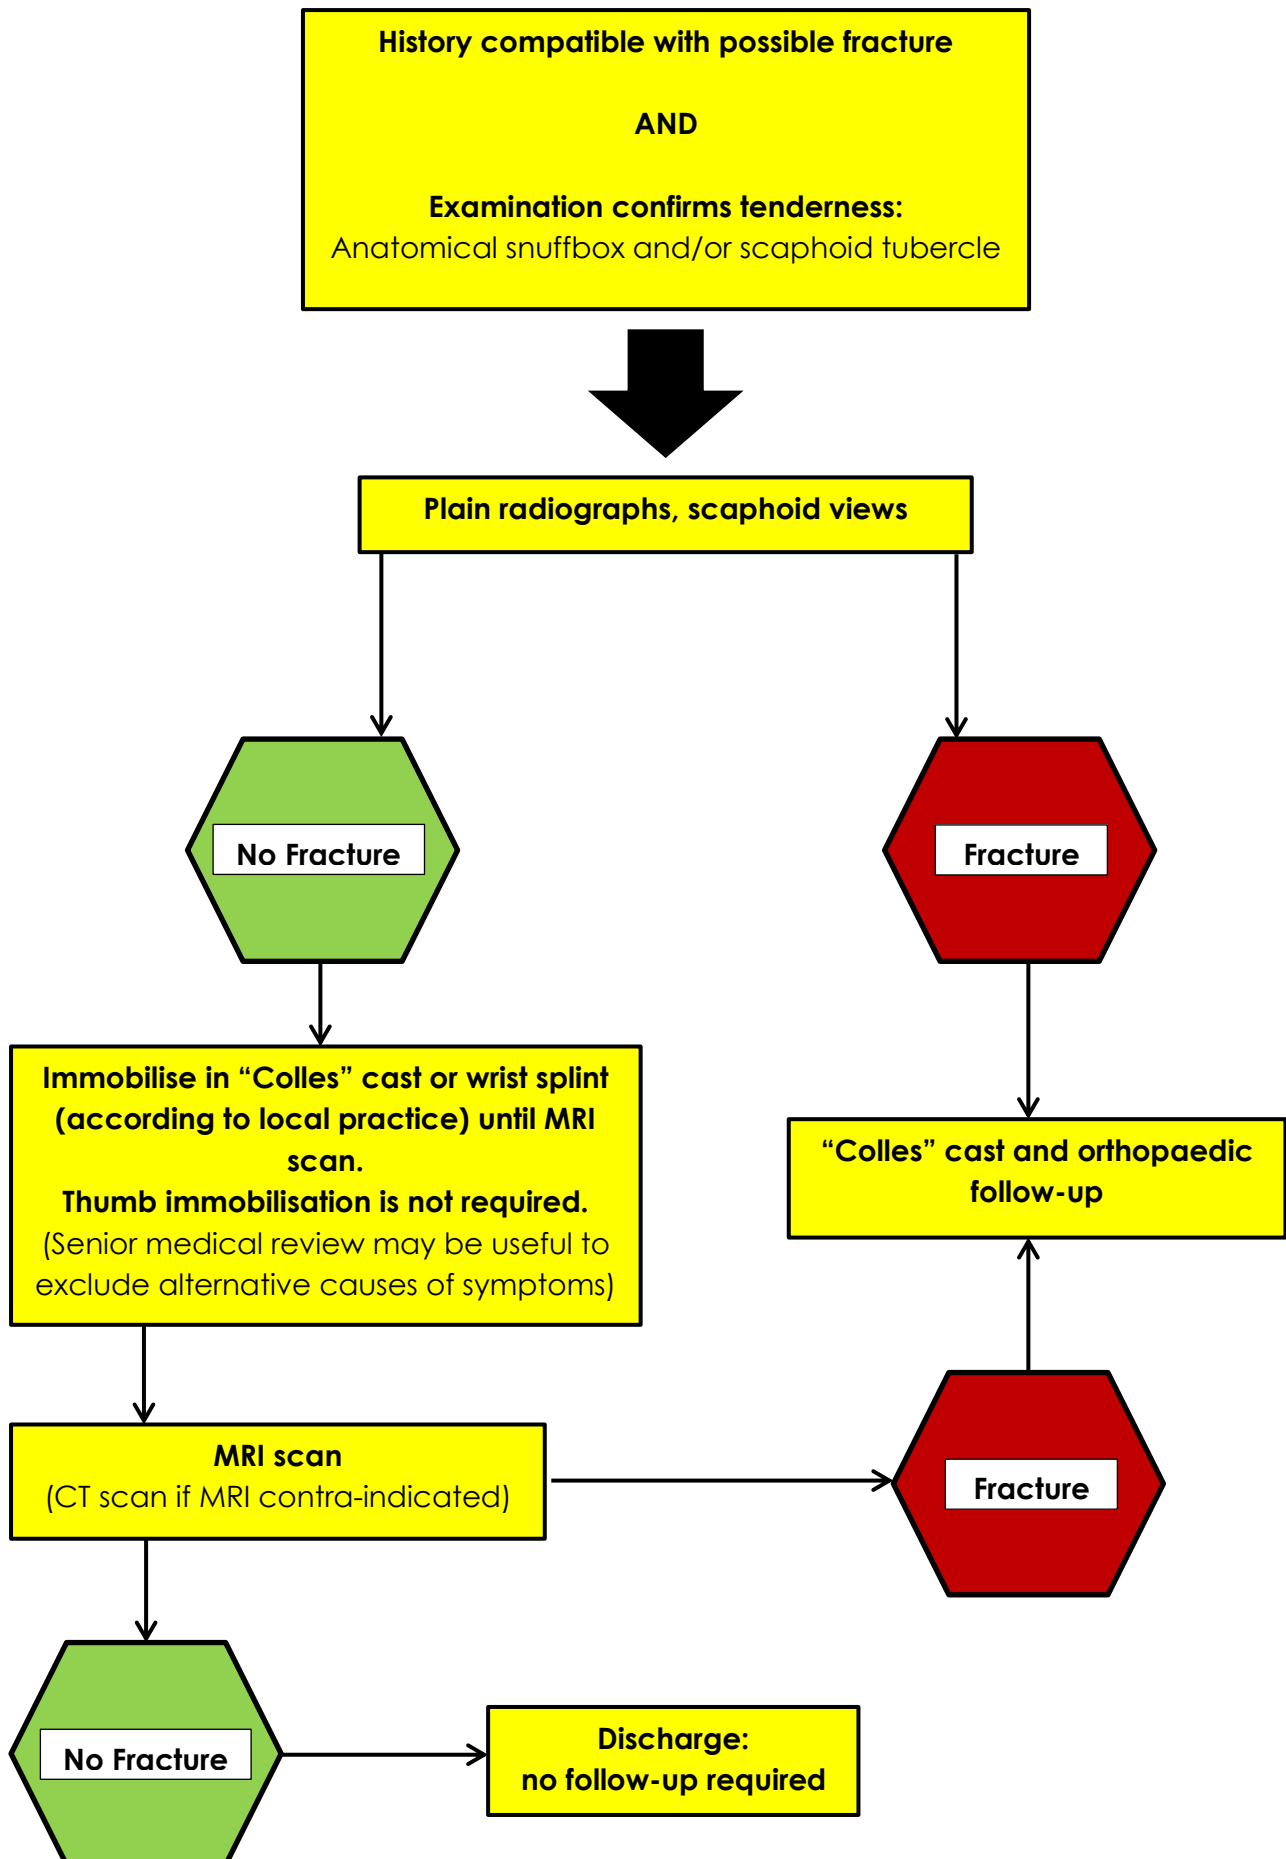 History compatible with possible fracture
AND
Examination confirms tenderness:
Anatomical snuffbox and/or scaphoid tubercle
Plain radiographs, scaphoid views
No Fracture
Fracture
Immobilise in “Colles” cast or wrist splint
(according to local practice) until MRI
scan.
Thumb immobilisation is not required.
(Senior medical review may be useful to
exclude alternative causes of symptoms)
“Colles” cast and orthopaedic
follow-up
MRI scan
(CT scan if MRI contra-indicated)
Fracture
No Fracture
Discharge:
no follow-up required